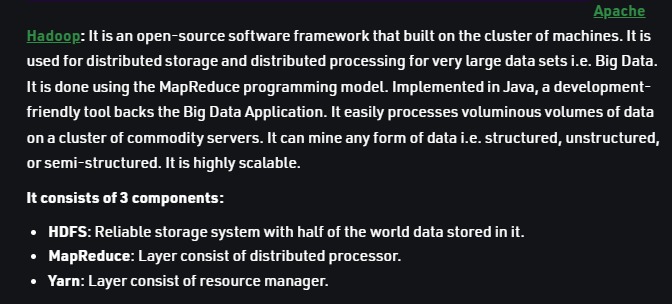 Apache
Hadoop: It is an open-source software framework that built on the cluster of machines. It is
used for distributed storage and distributed processing for very large data sets i.e. Big Data.
It is done using the MapReduce programming model. Implemented in Java, a development-
friendly tool backs the Big Data Application. It easily processes voluminous volumes of data
on a cluster of commodity servers. It can mine any form of data i.e. structured, unstructured,
or semi-structured. It is highly scalable.
It consists of 3 components:
• HDFS: Reliable storage system with half of the world data stored in it.
• MapReduce: Layer consist of distributed processor.
• Yarn: Layer consist of resource manager.